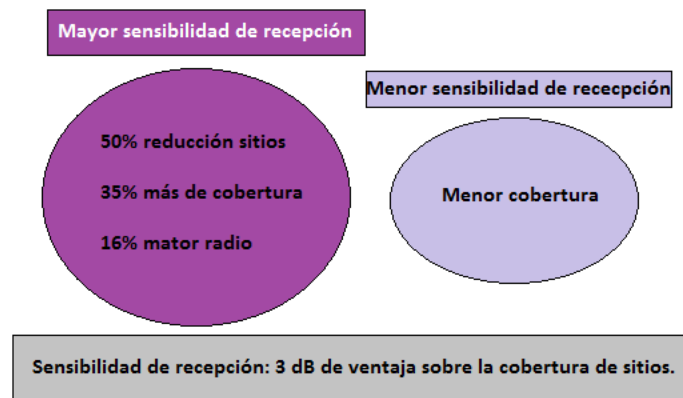 Mayor sensibilidad de recepción
Menor sensibilidad de rececpción
50% reducción sitios
35% más de cobertura
16% mator radio
Menor cobertura
Sensibilidad de recepción: 3 dB de ventaja sobre la cobertura de sitios.